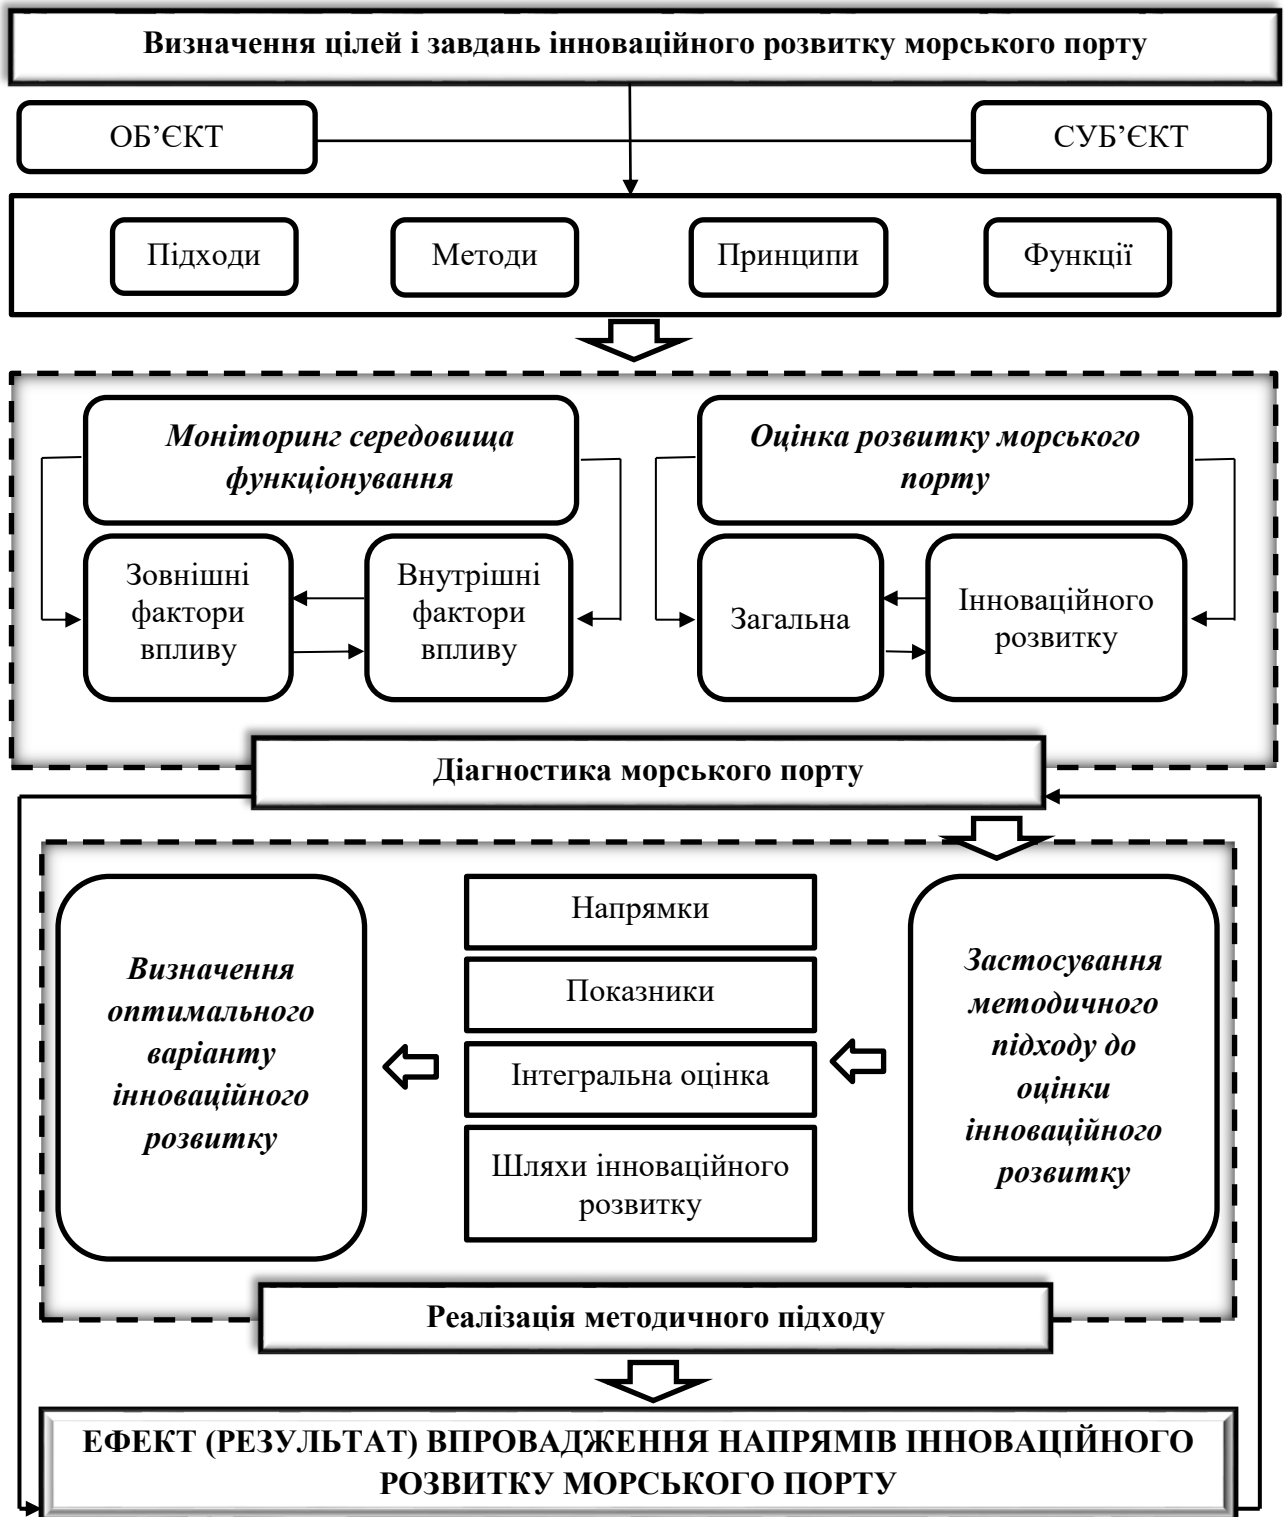 Визначення цілей і завдань інноваційного розвитку морського порту
ОБ’ЄКТ
СУБ’ЄКТ
Підходи
Методи
Принципи
Функції
Моніторинг середовища
функціонування
Оцінка розвитку морського
порту
Зовнішні
фактори
впливу
Внутрішні
фактори
впливу
Загальна
Інноваційного
розвитку
Діагностика морського порту
Визначення
оптимального
варіанту
інноваційного
розвитку
Напрямки
Показники
Інтегральна оцінка
Шляхи інноваційного
розвитку
Застосування
методичного
підходу до
оцінки
інноваційного
розвитку
Реалізація методичного підходу
ЕФЕКТ (РЕЗУЛЬТАТ) ВПРОВАДЖЕННЯ НАПРЯМІВ ІННОВАЦІЙНОГО
РОЗВИТКУ МОРСЬКОГО ПОРТУ